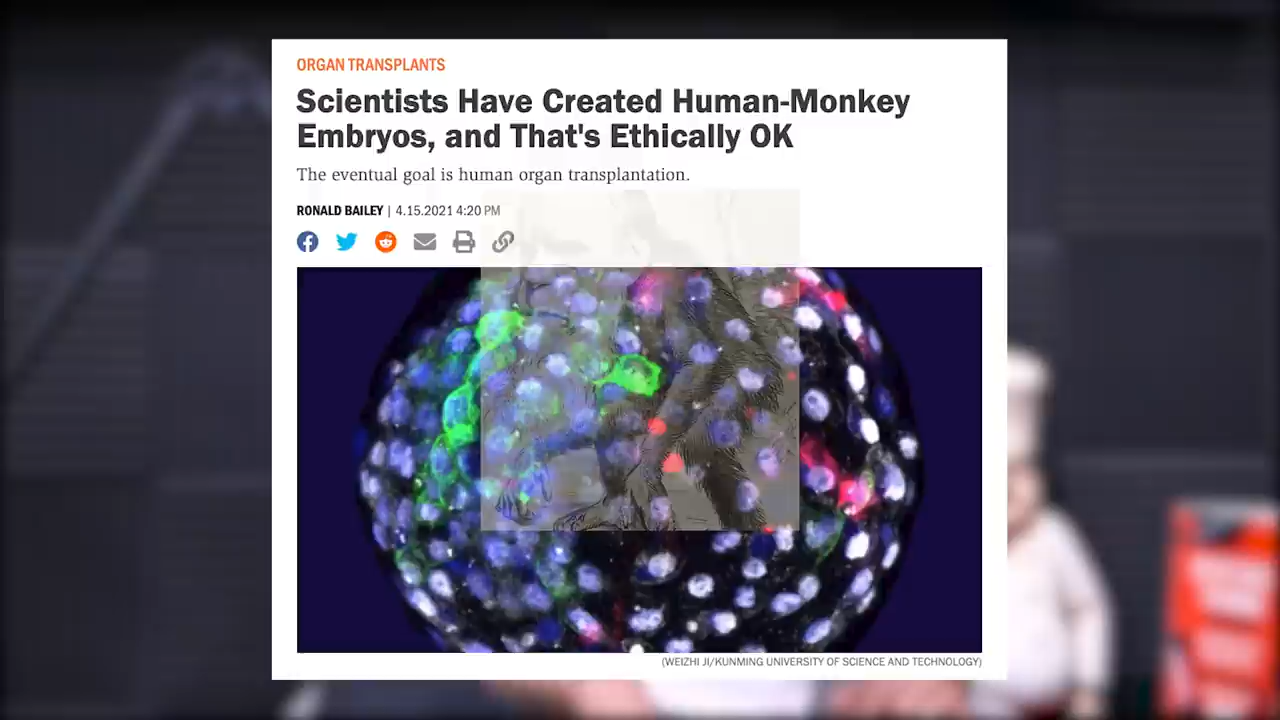 ORGAN TRANSPLANTS
Scientists Have Created Human-Monkey
Embryos, and That's Ethically OK
The eventual goal is human organ transplantation.
RONALD BAILEY | 4.15.2021 4:20 PM
(WEIZHI JI/KUNMING UNIVERSITY OF SCIENCE AND TECHNOLOGY)